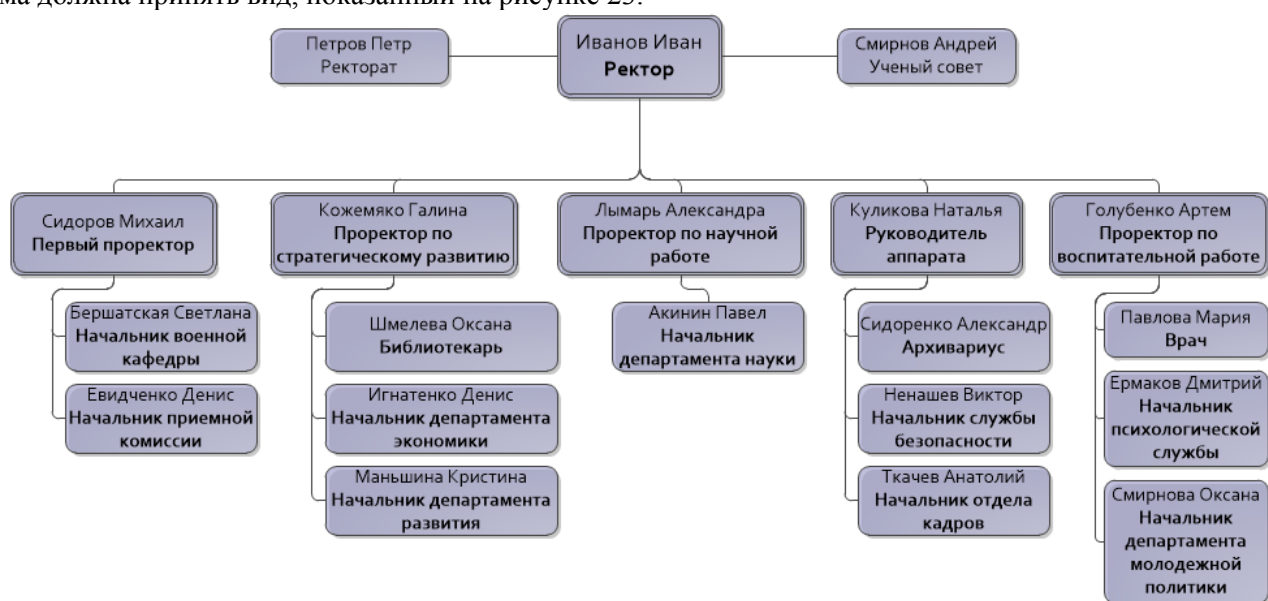 ма должна принять вид, показанный на рисунке 25.
Петров Петр
Ректорат
Иванов Иван
Ректор
Смирнов Андрей
Ученый совет
Сидоров Михаил
Первый проректор
Кожемяко Галина
Проректор по
стратегическому развитию
Лымарь Александра
Проректор по научной
работе
Куликова Наталья
Руководитель
аппарата
Голубенко Артем
Проректор по
воспитательной работе
Бершатская Светлана
Начальник военной
кафедры
Евидченко Денис
Начальник приемной
комиссии
Шмелева Оксана
Библиотекарь
Игнатенко Денис
Начальник департамента
экономики
Маньшина Кристина
Начальник департамента
развития
Акинин Павел
Начальник
департамента науки
Сидоренко Александр
Архивариус
Ненашев Виктор
Начальник службы
безопасности
Ткачев Анатолий
Начальник отдела
кадров
Павлова Мария
Врач
Ермаков Дмитрий
Начальник
психологической
службы
Смирнова Оксана
Начальник
департамента
молодежной
политики